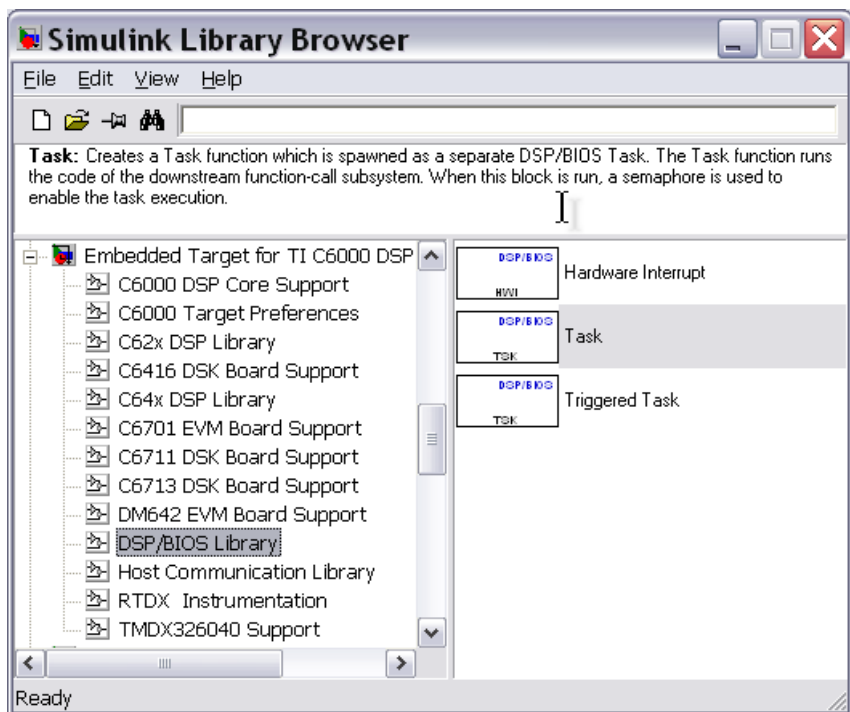 Simulink Library Browser
File Edit View Help
Task: Creates a Task function which is spawned as a separate DSP/BIOS Task. The Task function runs
the code of the downstream function-call subsystem. When this block is run, a semaphore is used to
enable the task execution.
Embedded Target for TI C6000 DSP
C6000 DSP Core Support
C6000 Target Preferences
C62x DSP Library
C6416 DSK Board Support
C64x DSP Library
C6701 EVM Board Support
C6711 DSK Board Support
C6713 DSK Board Support
DM642 EVM Board Support
DSP/BIOS Library
Host Communication Library
RTDX Instrumentation
TMDX326040 Support
DSP/BIOS
HWI
Hardware Interrupt
DSP/BIOS
TSK
Task
DSP/BIOS
TSK
Triggered Task
Ready